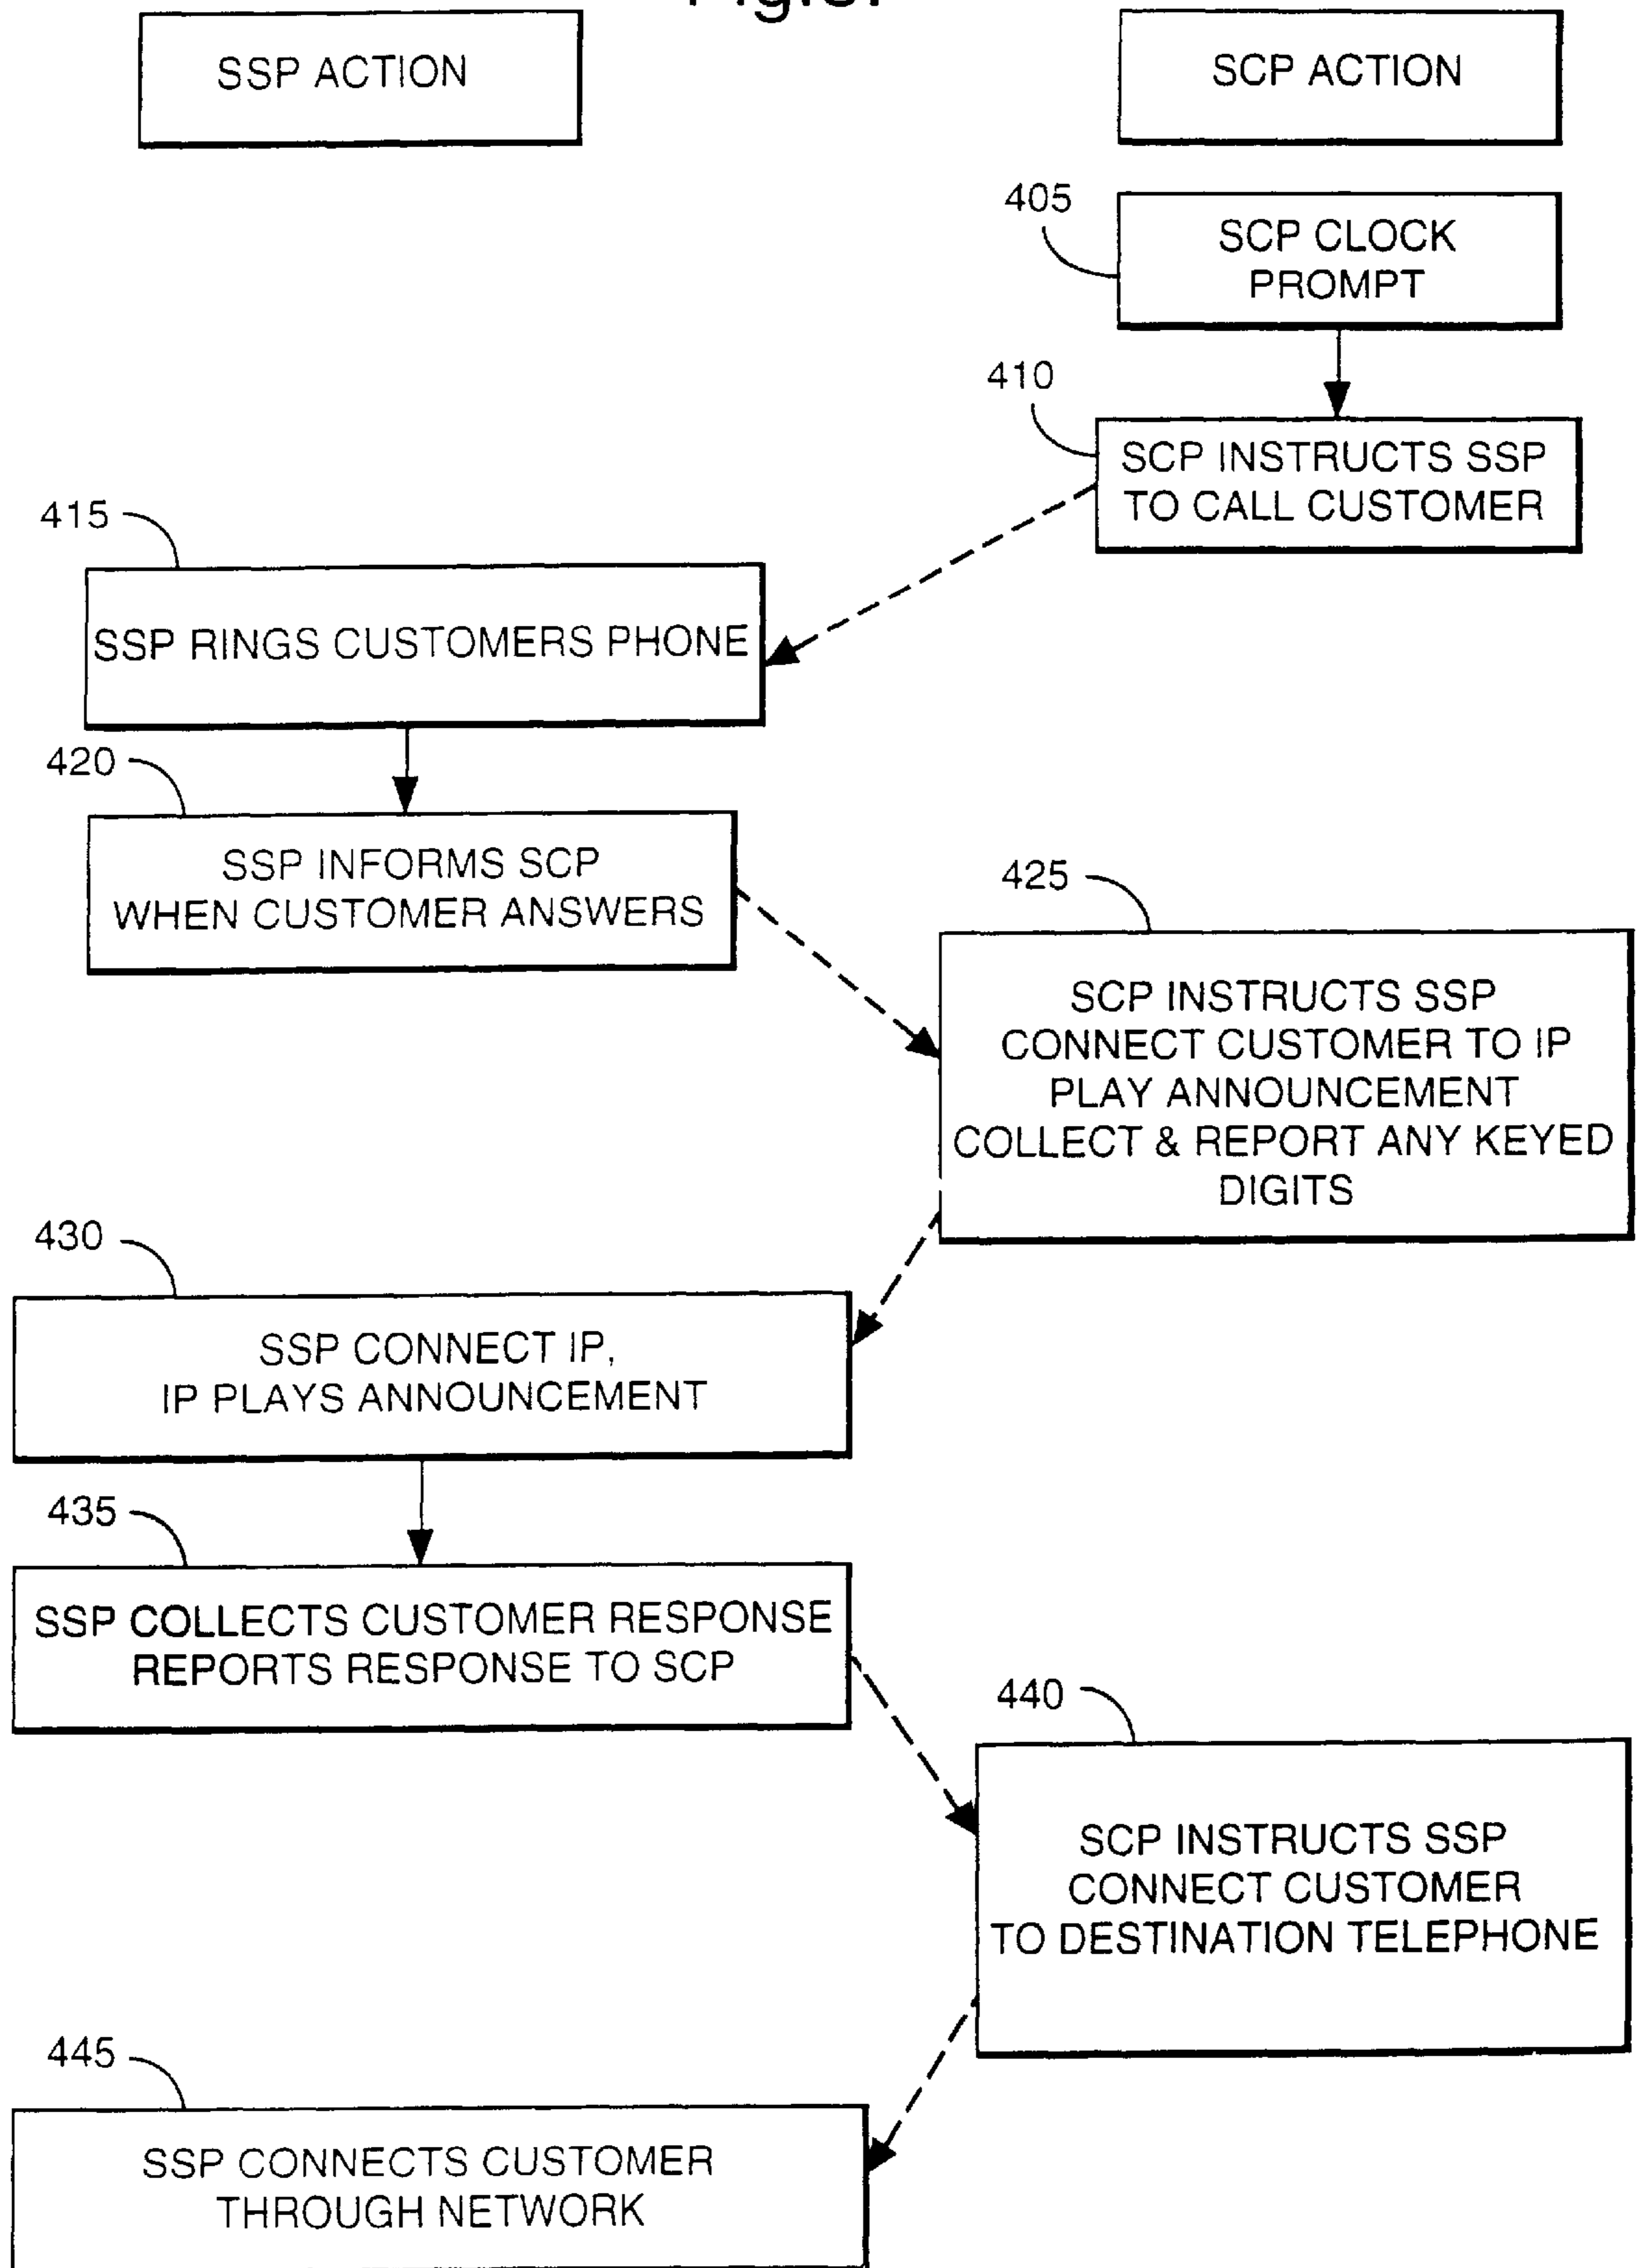 SSP ACTION
SCP ACTION
405
SCP CLOCK
PROMPT
410
SCP INSTRUCTS SSP
TO CALL CUSTOMER
415
SSP RINGS CUSTOMERS PHONE
420
SSP INFORMS SCP
WHEN CUSTOMER ANSWERS
425
SCP INSTRUCTS SSP
CONNECT CUSTOMER TO IP
PLAY ANNOUNCEMENT
COLLECT & REPORT ANY KEYED
DIGITS
430
SSP CONNECT IP,
IP PLAYS ANNOUNCEMENT
435
SSP COLLECTS CUSTOMER RESPONSE
REPORTS RESPONSE TO SCP
440
SCP INSTRUCTS SSP
CONNECT CUSTOMER
TO DESTINATION TELEPHONE
445
SSP CONNECTS CUSTOMER
THROUGH NETWORK